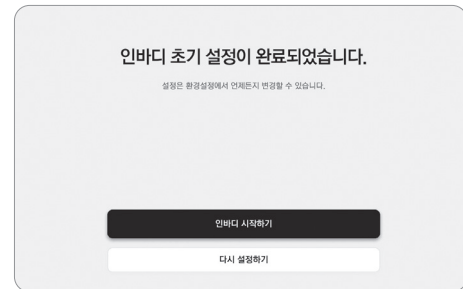 인바디 초기 설정이 완료되었습니다.
설정은 환경설정에서 언제든지 변경할 수 있습니다.
인바디 시작하기
다시 설정하기